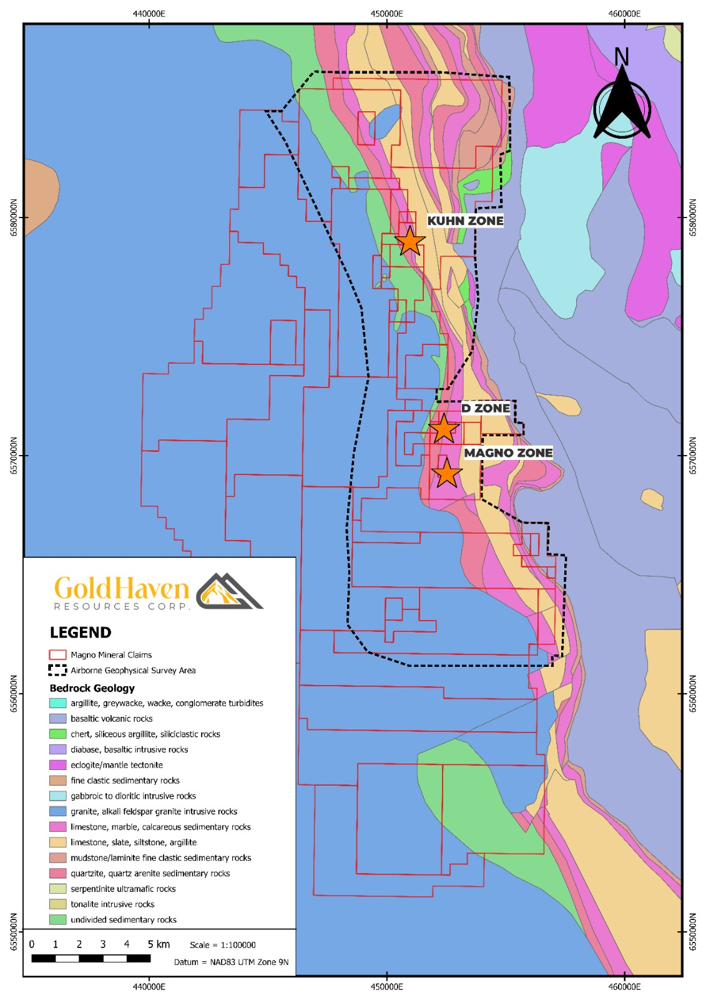 440000E 450000E 460000E
N
6580000N 6580000N
KUHN ZONE
D ZONE
6570000N 6570000N
MAGNO ZONE
GoldHaven
RESOURCES CORP.
LEGEND
Magno Mineral Claims
Airborne Geophysical Survey Area
Bedrock Geology
argillite, greywacke, wacke, conglomerate turbidites
basaltic volcanic rocks
chert, siliceous argillite, siliciclastic rocks
diabase, basaltic intrusive rocks
eclogite/mantle tectonite
fine clastic sedimentary rocks
gabbroic to dioritic intrusive rocks
granite, alkali feldspar granite intrusive rocks
limestone, marble, calcareous sedimentary rocks
limestone, slate, siltstone, argillite
mudstone/laminite fine clastic sedimentary rocks
quartzite, quartz arenite sedimentary rocks
serpentinite ultramafic rocks
tonalite intrusive rocks
undivided sedimentary rocks
6560000N 6560000N
6550000N 6550000N
0 1 2 3 4 5 km
Scale = 1:100000
Datum = NAD83 UTM Zone 9N
440000E 450000E 460000E